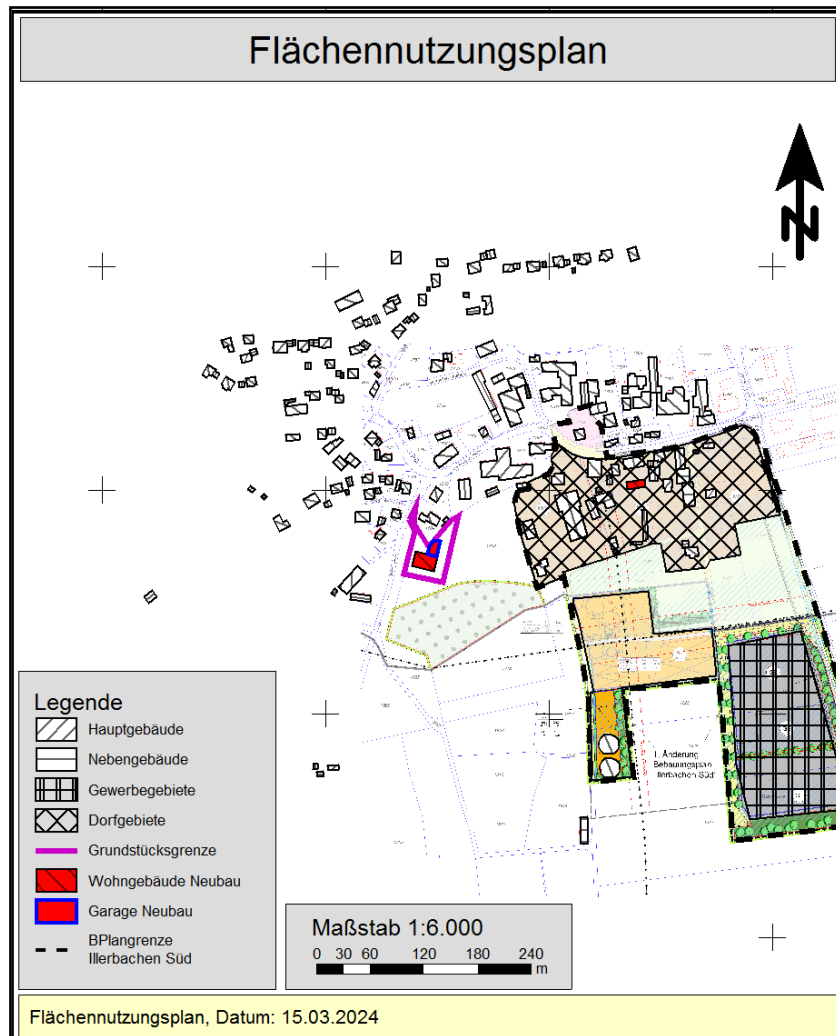 Flächennutzungsplan
N
I. Änderung
Bebauungsplan
Illerbachen Süd'
Legende
Hauptgebäude
Nebengebäude
Gewerbegebiete
Dorfgebiete
Grundstücksgrenze
Wohngebäude Neubau
Garage Neubau
BPlangrenze
Illerbachen Süd
Maßstab 1:6.000
0 30 60 120 180 240
m
Flächennutzungsplan, Datum: 15.03.2024